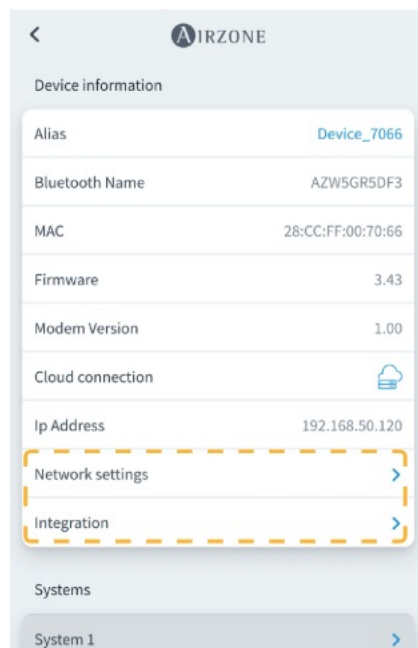 AIRZONE
Device information
Alias Device_7066
Bluetooth Name AZW5GR5DF3
MAC 28:CC:FF:00:70:66
Firmware 3.43
Modem Version 1.00
Cloud connection
Ip Address 192.168.50.120
Network settings
Integration
Systems
System 1